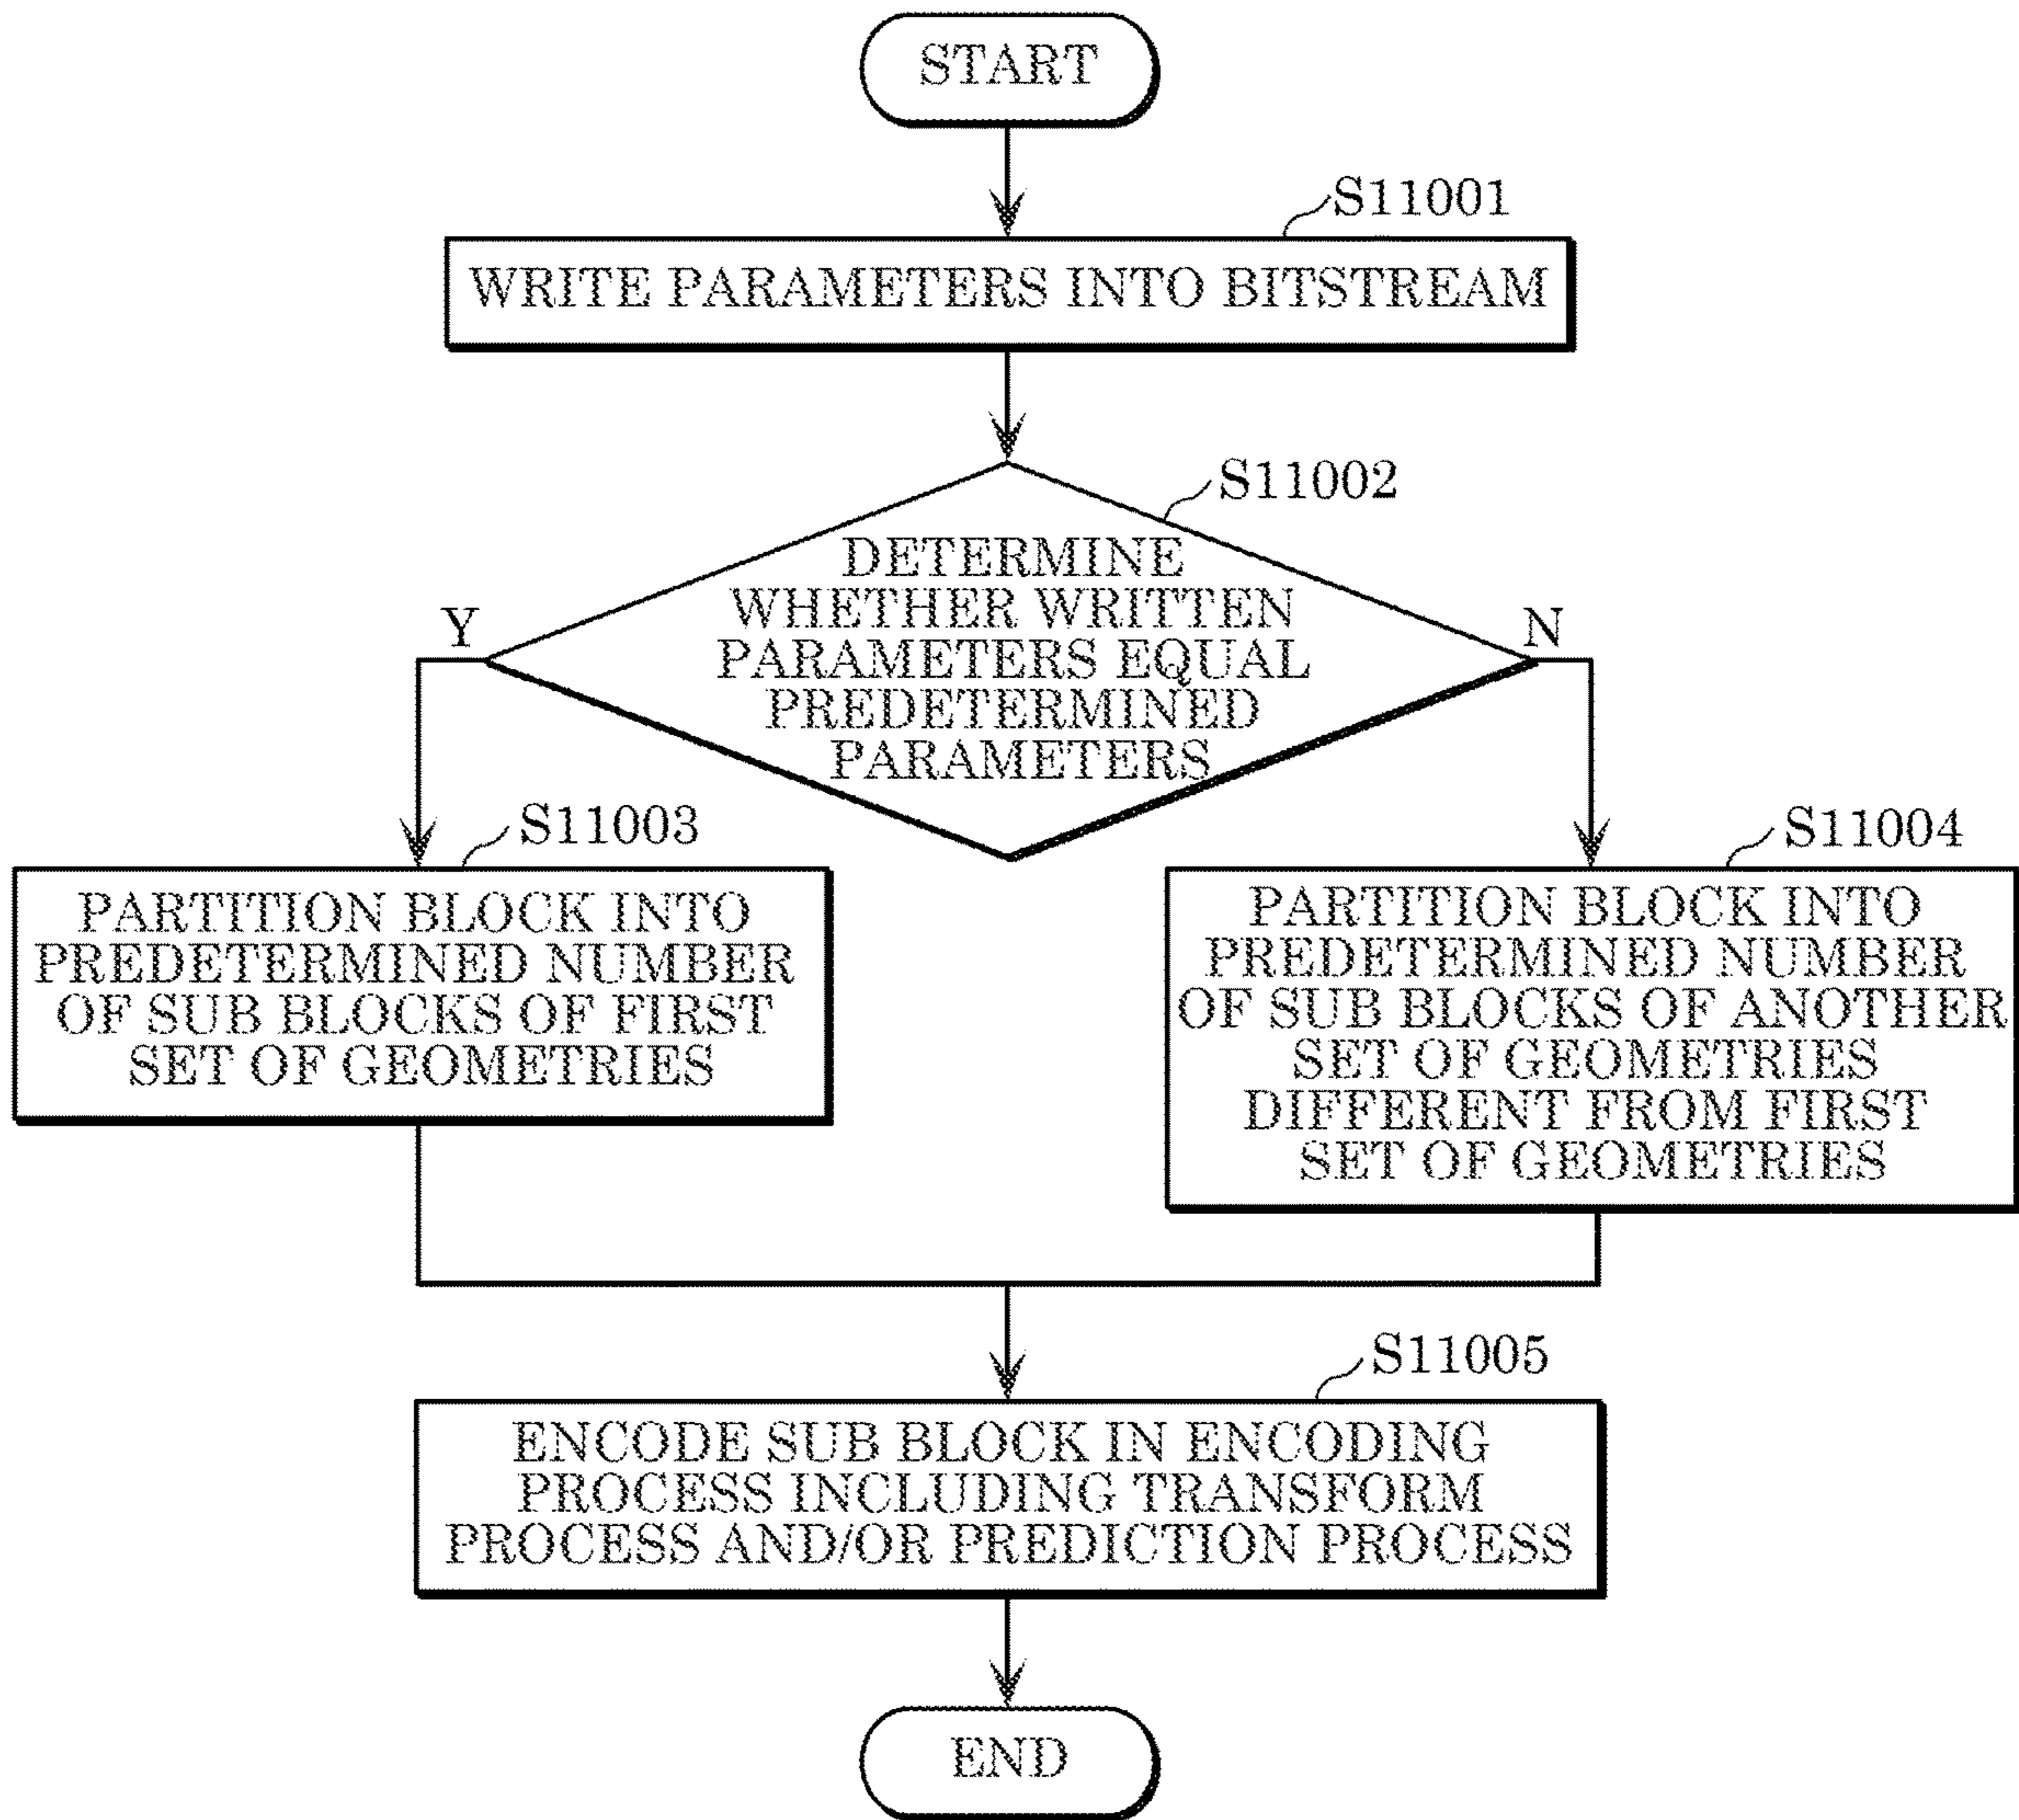 START
S11001
WRITE PARAMETERS INTO BITSTREAM
S11002
DETERMINE
WHETHER WRITTEN
PARAMETERS EQUAL
PREDETERMINED
PARAMETERS
Y
N
S11003
PARTITION BLOCK INTO
PREDETERMINED NUMBER
OF SUB BLOCKS OF FIRST
SET OF GEOMETRIES
S11004
PARTITION BLOCK INTO
PREDETERMINED NUMBER
OF SUB BLOCKS OF ANOTHER
SET OF GEOMETRIES
DIFFERENT FROM FIRST
SET OF GEOMETRIES
S11005
ENCODE SUB BLOCK IN ENCODING
PROCESS INCLUDING TRANSFORM
PROCESS AND/OR PREDICTION PROCESS
END